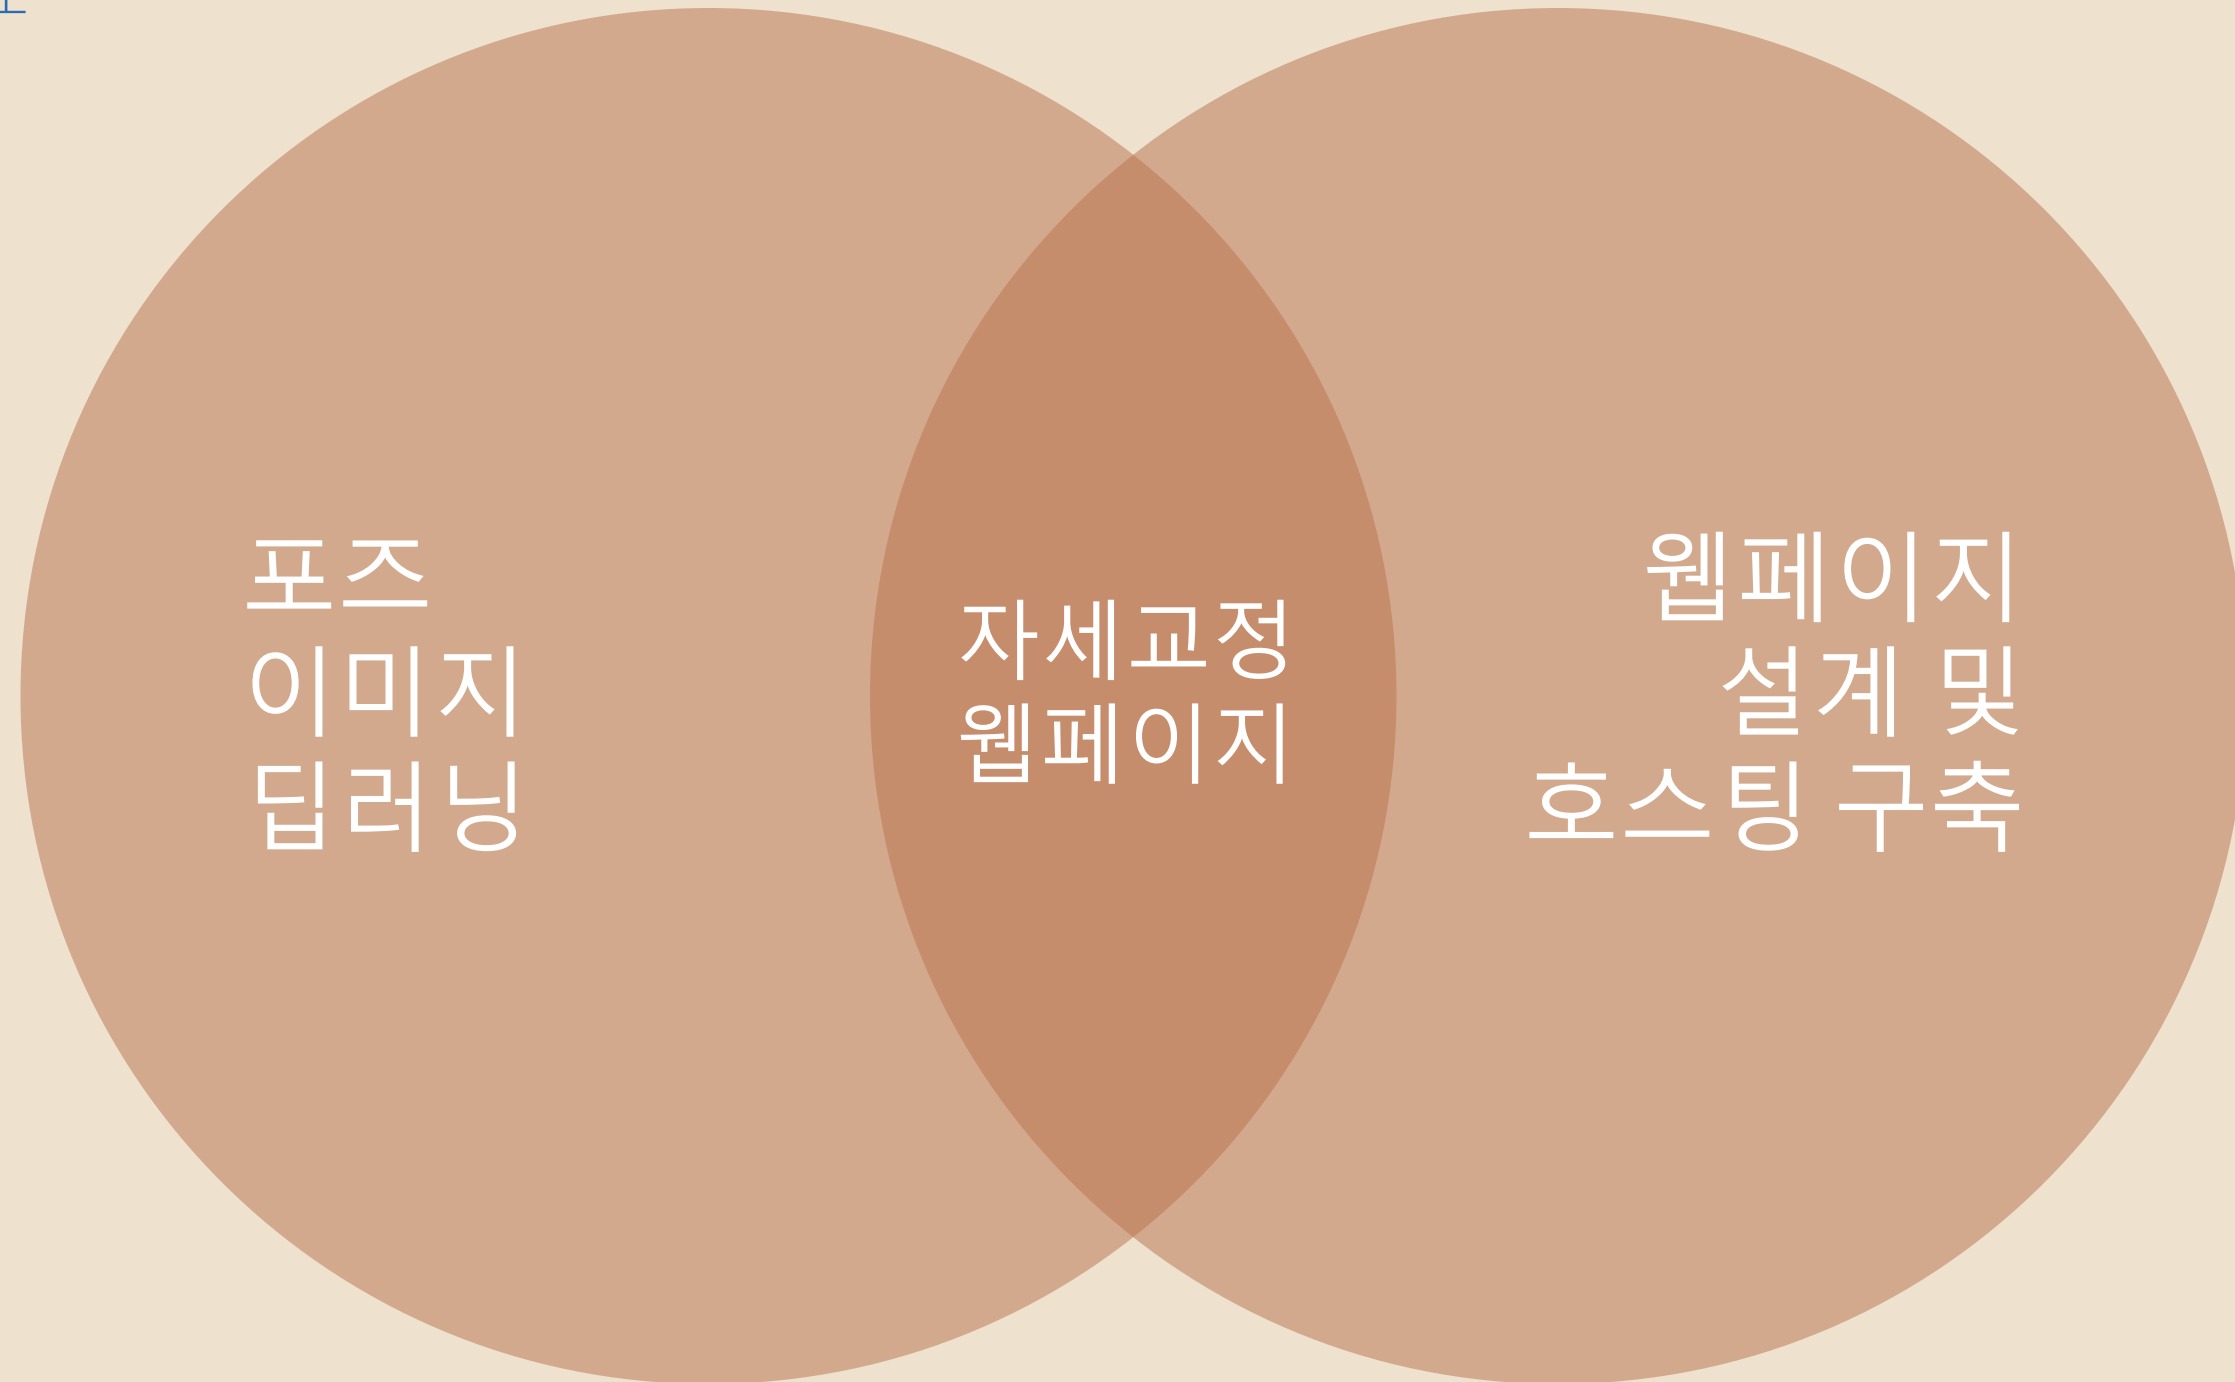 포즈
이미지
딥러닝
자세교정
웹페이지
웹페이지
설계 및
호스팅 구축